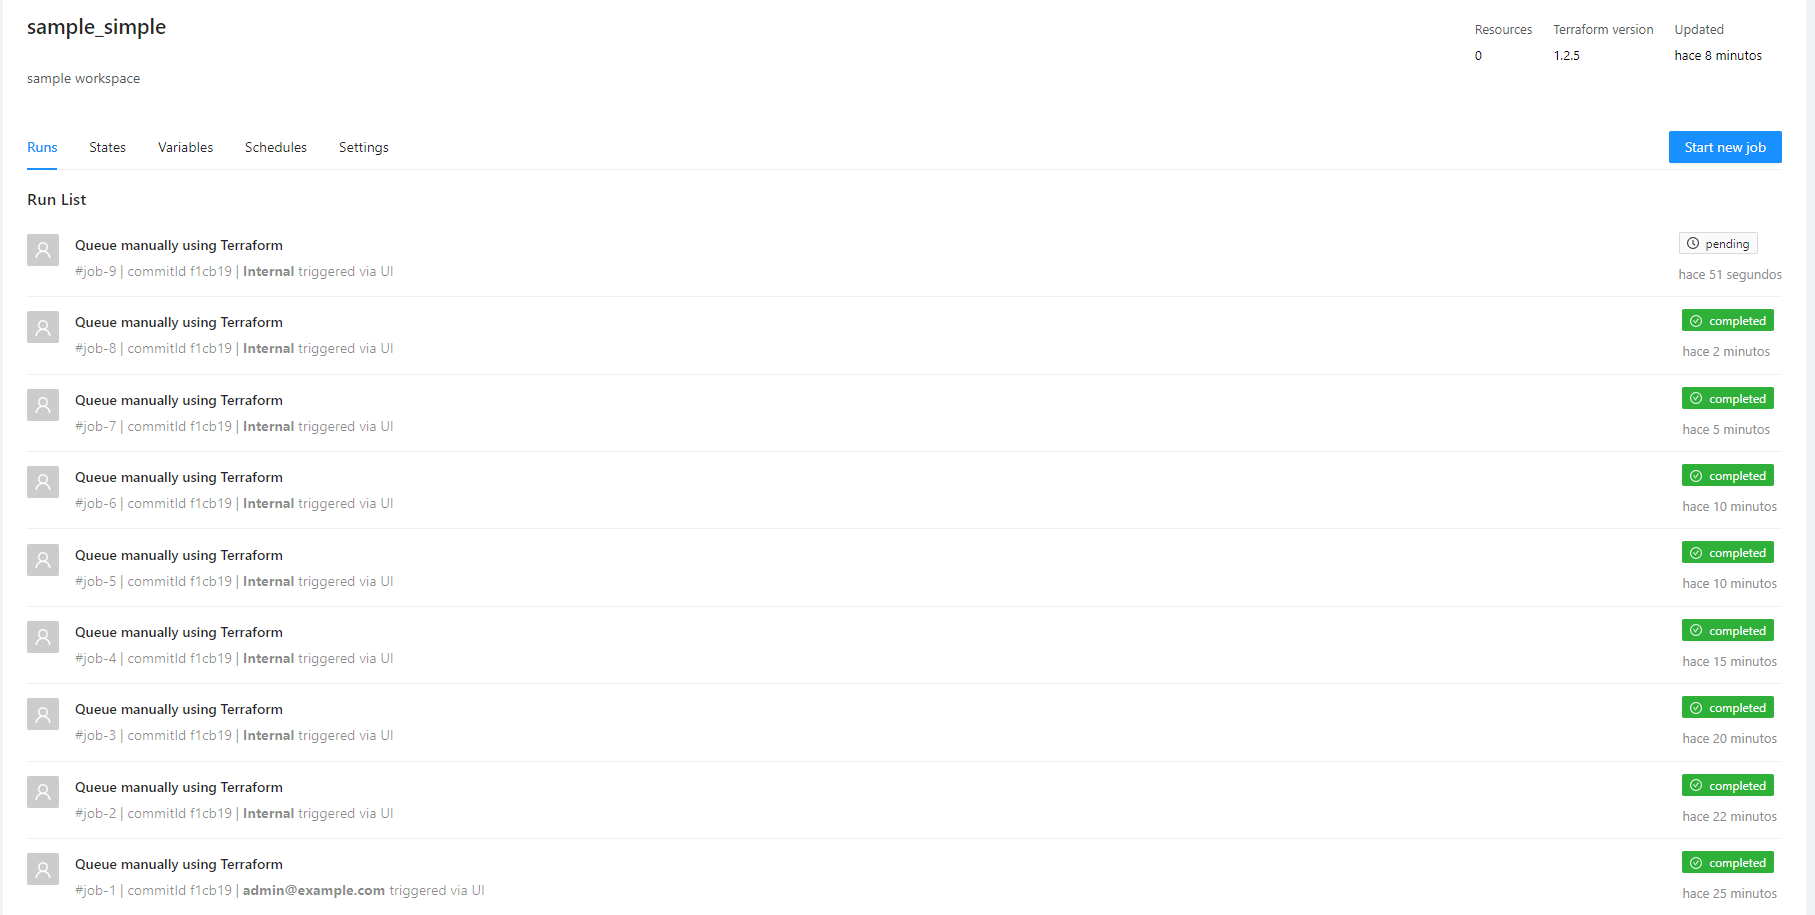 sample_simple
Resources Terraform version Updated
0 1.2.5 hace 8 minutos
sample workspace
Runs States Variables Schedules Settings Start new job
Run List
Queue manually using Terraform pending
#job-9 | commitId f1cb19 | Internal triggered via UI hace 51 segundos
Queue manually using Terraform completed
#job-8 | commitId f1cb19 | Internal triggered via UI hace 2 minutos
Queue manually using Terraform completed
#job-7 | commitId f1cb19 | Internal triggered via UI hace 5 minutos
Queue manually using Terraform completed
#job-6 | commitId f1cb19 | Internal triggered via UI hace 10 minutos
Queue manually using Terraform completed
#job-5 | commitId f1cb19 | Internal triggered via UI hace 10 minutos
Queue manually using Terraform completed
#job-4 | commitId f1cb19 | Internal triggered via UI hace 15 minutos
Queue manually using Terraform completed
#job-3 | commitId f1cb19 | Internal triggered via UI hace 20 minutos
Queue manually using Terraform completed
#job-2 | commitId f1cb19 | Internal triggered via UI hace 22 minutos
Queue manually using Terraform completed
#job-1 | commitId f1cb19 | admin@example.com triggered via UI hace 25 minutos